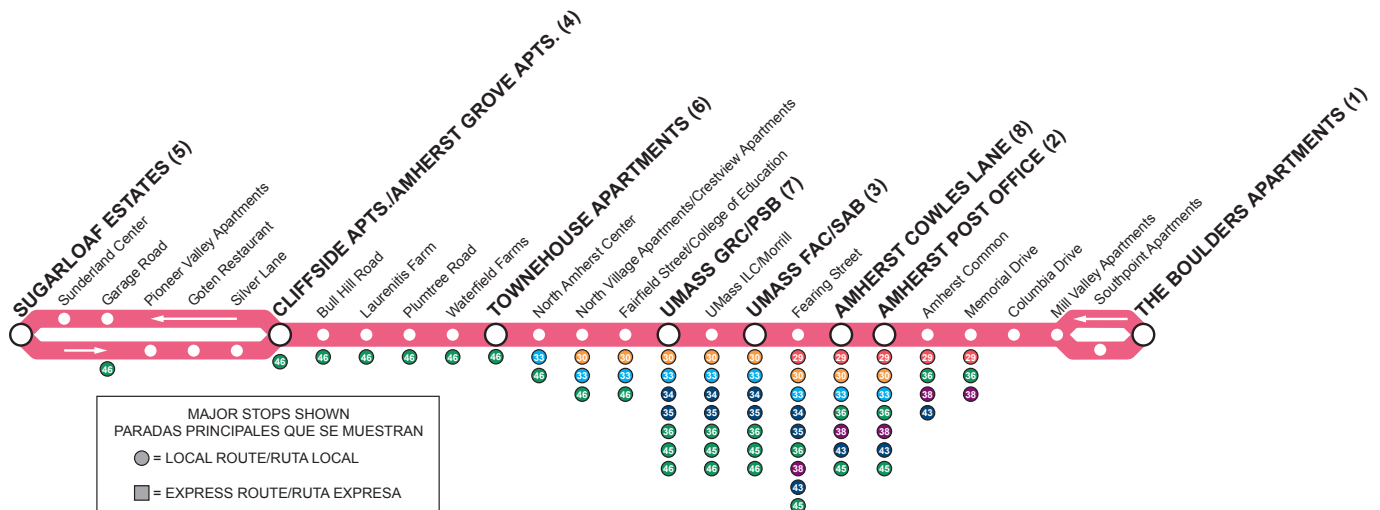 SUGARLOAF ESTATES (5)
Sunderland Center
Garage Road
Pioneer Valley Apartments
Goten Restaurant
Silver Lane
CLIFFSIDE APTS./AMHERST GROVE APTS. (4)
Bull Hill Road
Laurenitis Farm
Plumtree Road
Waterfield Farms
TOWNEHOUSE APARTMENTS (6)
North Amherst Center
North Village Apartments/Crestview Apartments
Fairfield Street/College of Education
UMASS GRC/PSB (7)
UMass ILC/Morrill
UMASS FAC/SAB (3)
Fearing Street
AMHERST COWLES LANE (8)
AMHERST POST OFFICE (2)
Amherst Common
Memorial Drive
Columbia Drive
Mill Valley Apartments
Southpoint Apartments
THE BOULDERS APARTMENTS (1)
46
46 46 46 46 46 46 33 30 30 30 30 30 29 29 29 29 29
46 33 33 33 33 33 30 30 30 36 36
46 46 34 34 34 33 33 33 38 38
35 35 35 34 36 36 43
36 36 36 35 38 38
45 45 45 36 43 43
46 46 46 38 45 45
43
45
MAJOR STOPS SHOWN
PARADAS PRINCIPALES QUE SE MUESTRAN
= LOCAL ROUTE/RUTA LOCAL
= EXPRESS ROUTE/RUTA EXPRESA